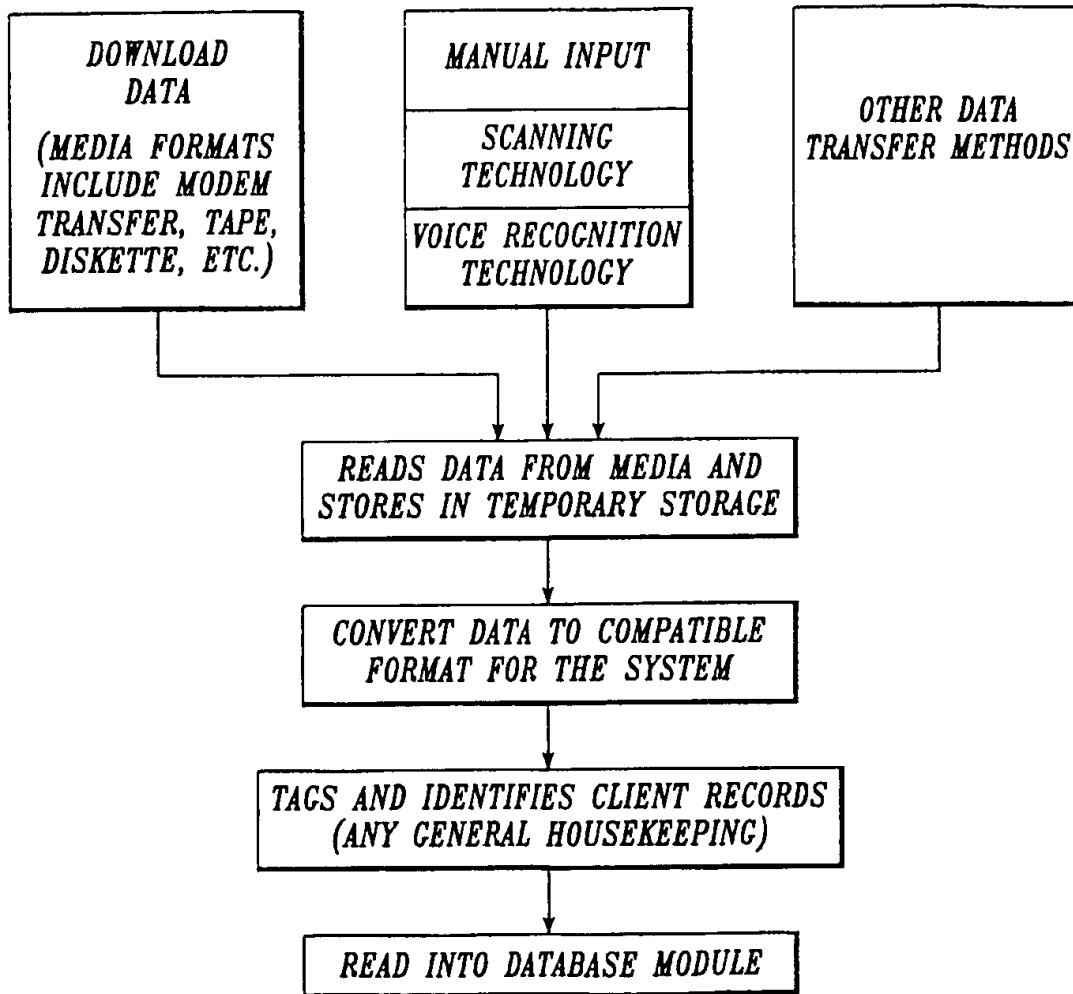 DOWNLOAD
DATA
(MEDIA FORMATS
INCLUDE MODEM
TRANSFER, TAPE,
DISKETTE, ETC.)
MANUAL INPUT
SCANNING
TECHNOLOGY
VOICE RECOGNITION
TECHNOLOGY
OTHER DATA
TRANSFER METHODS
READS DATA FROM MEDIA AND
STORES IN TEMPORARY STORAGE
CONVERT DATA TO COMPATIBLE
FORMAT FOR THE SYSTEM
TAGS AND IDENTIFIES CLIENT RECORDS
(ANY GENERAL HOUSEKEEPING)
READ INTO DATABASE MODULE